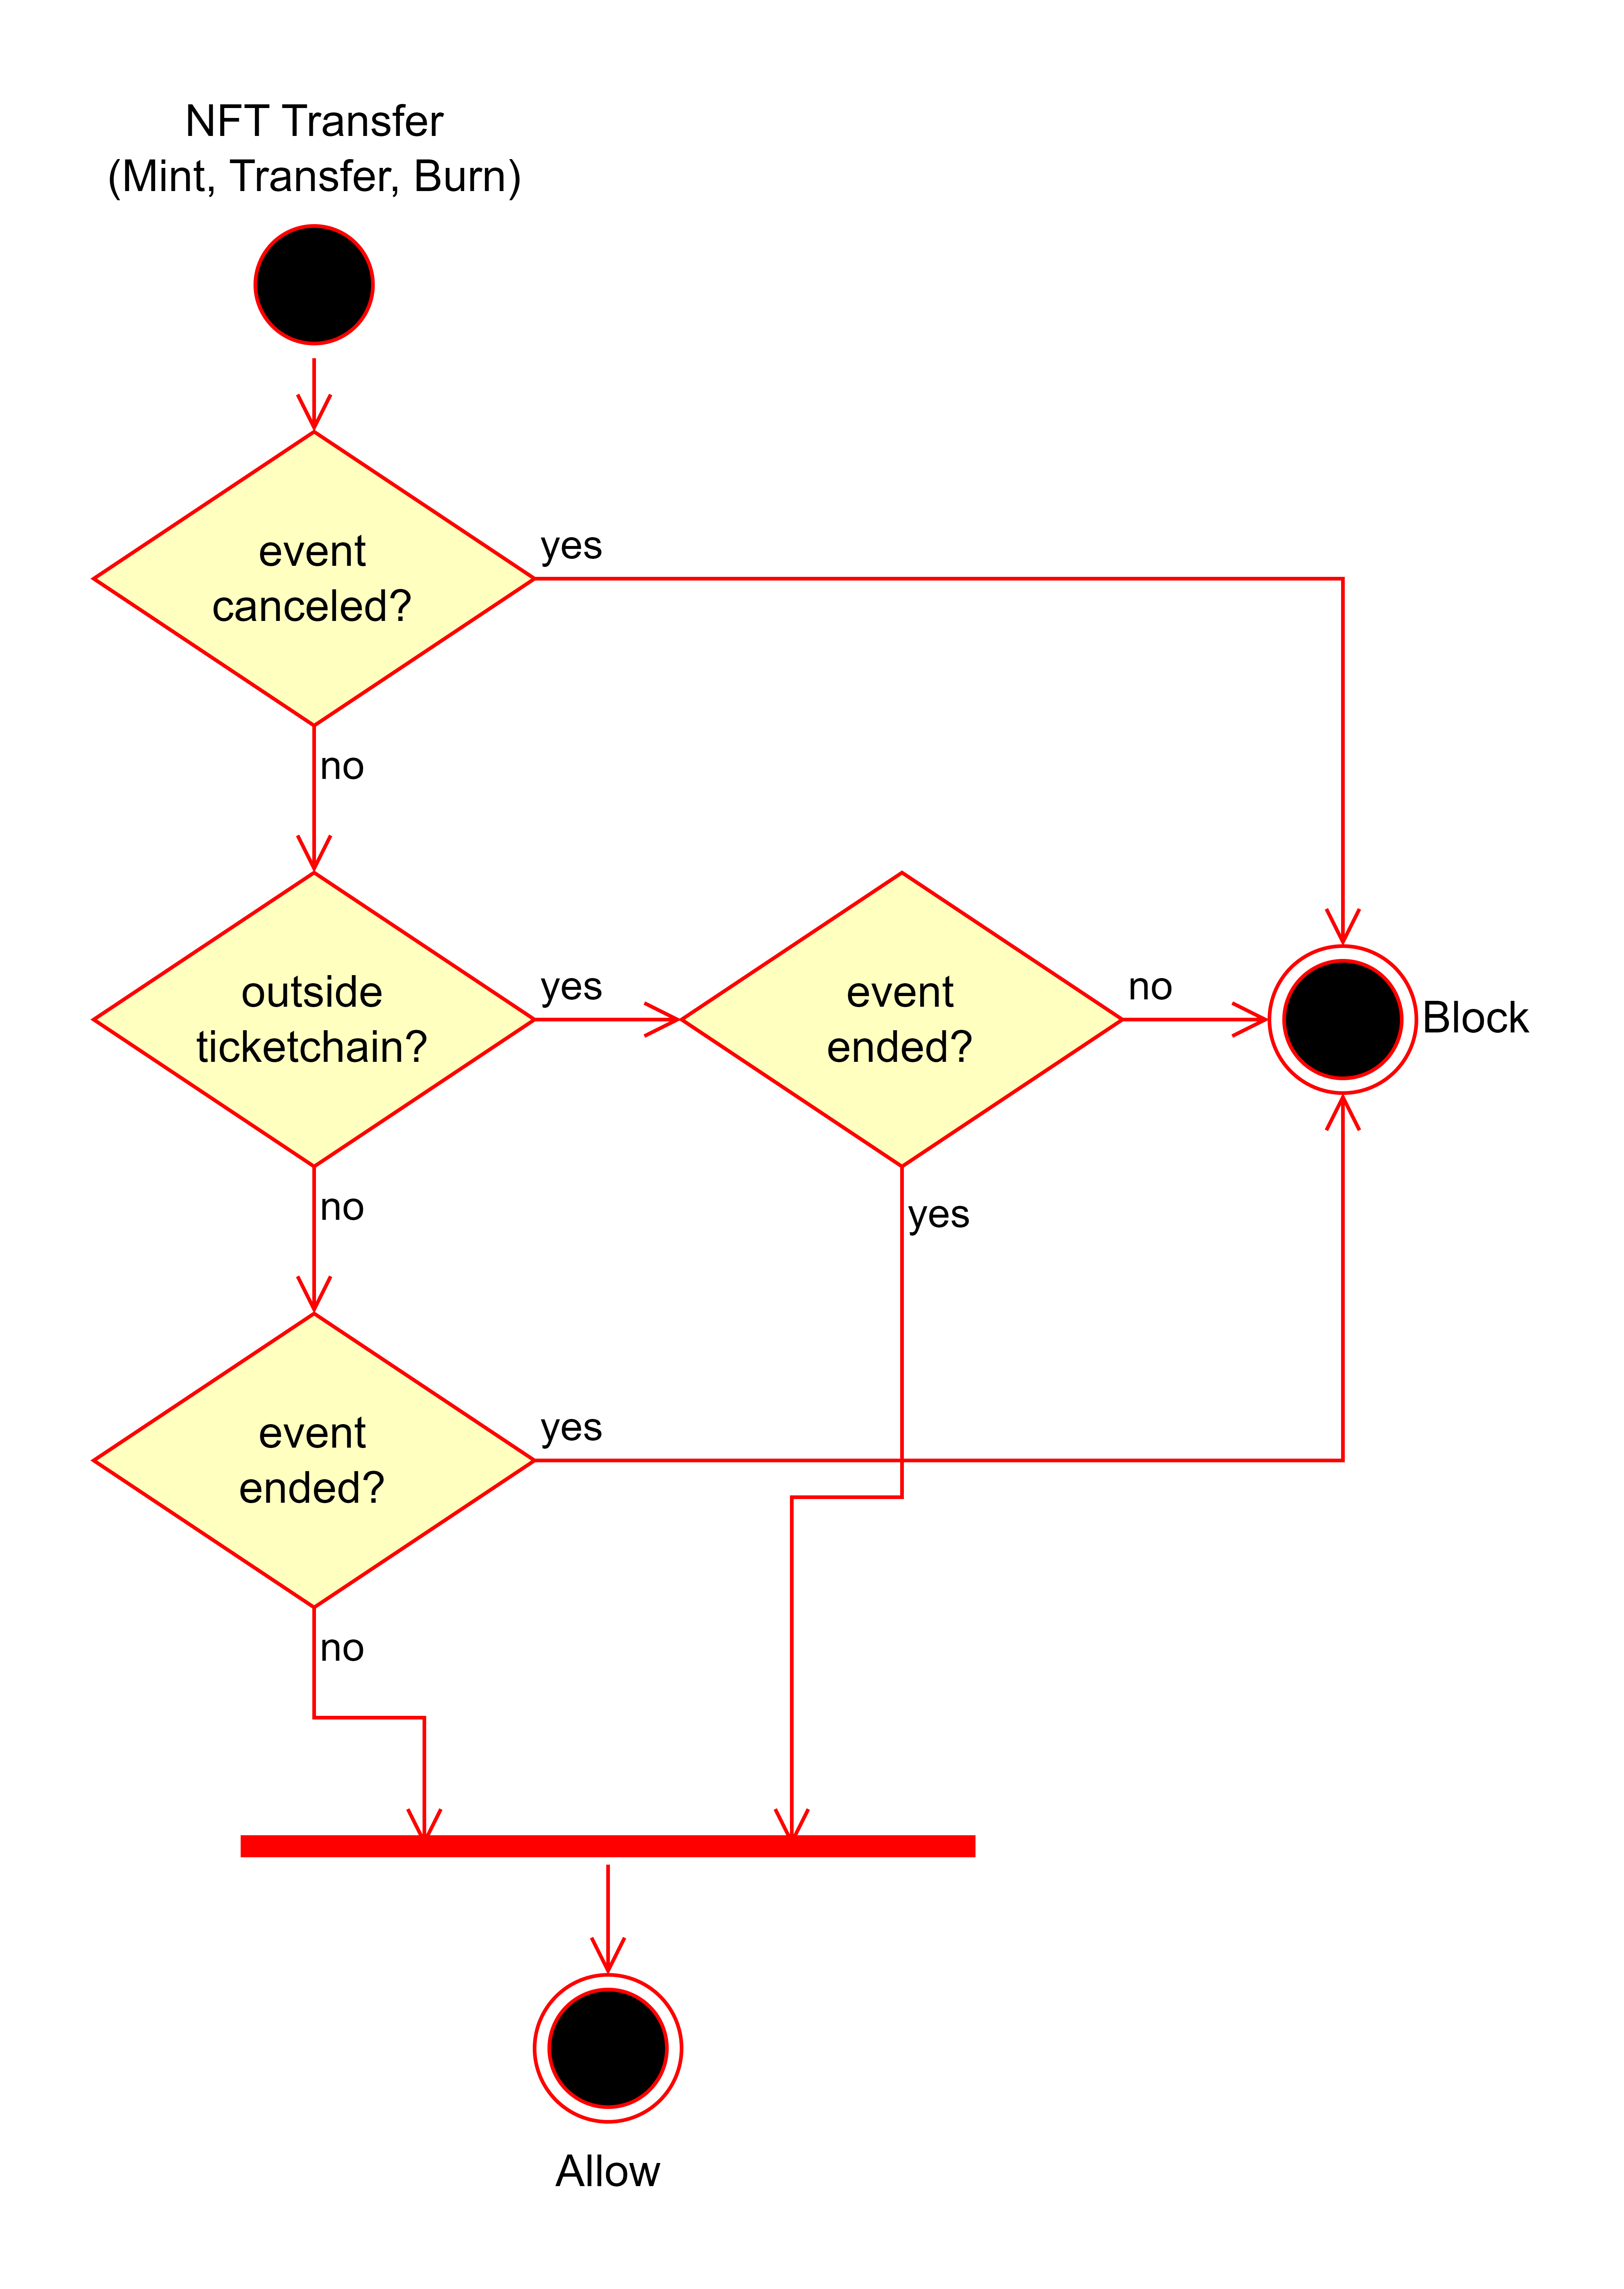 NFT Transfer
(Mint, Transfer, Burn)
event
canceled?
yes
no
outside
ticketchain?
yes
event
ended?
no
Block
no
yes
event
ended?
yes
no
Allow